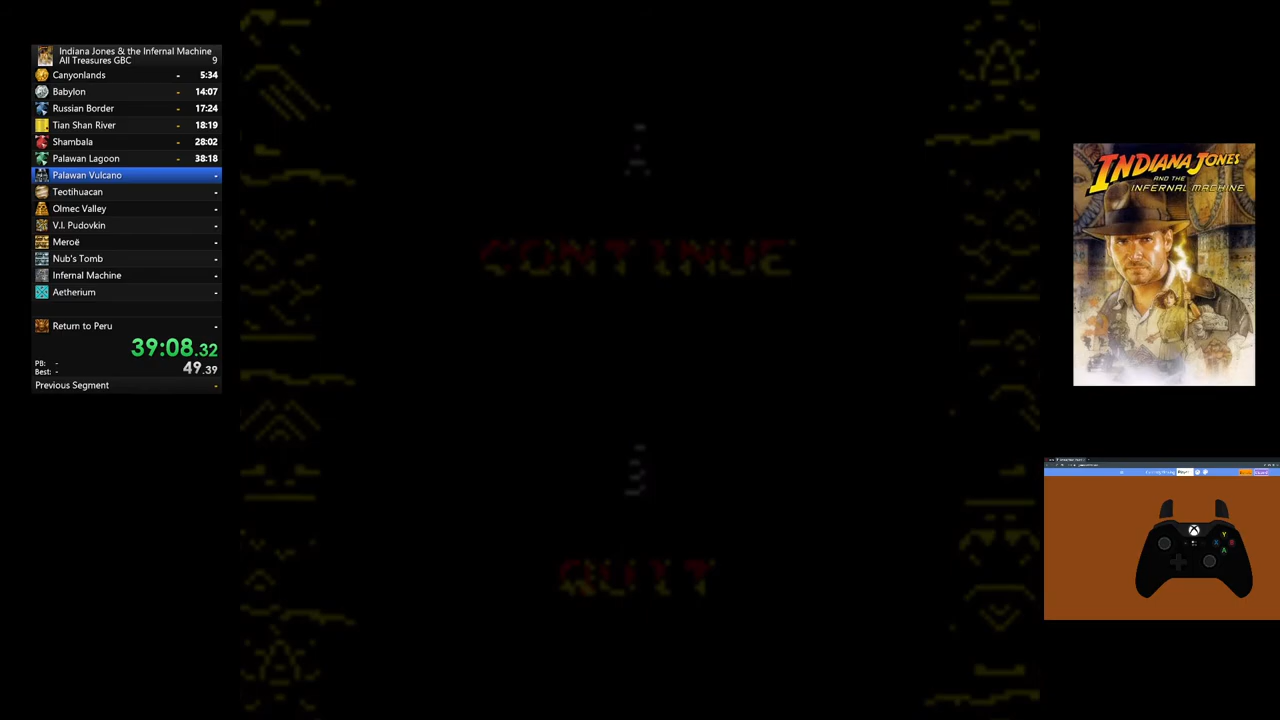 Indiana Jones & the Infernal Machine
All Treasures GBC 9
Canyonlands - 5:34
Babylon - 14:07
Russian Border - 17:24
Tian Shan River - 18:19
Shambala - 28:02
Palawan Lagoon - 38:18
Palawan Vulcano -
Teotihuacan -
Olmec Valley -
V.I. Pudovkin -
Meroë -
Nub's Tomb -
Infernal Machine -
Aetherium -
Return to Peru -
39:08.32
PB: -
Best: - 49.39
Previous Segment -
A
CONTINUE
B
QUIT
INDIANA JONES
AND THE
INFERNAL MACHINE
Y
X
B
A